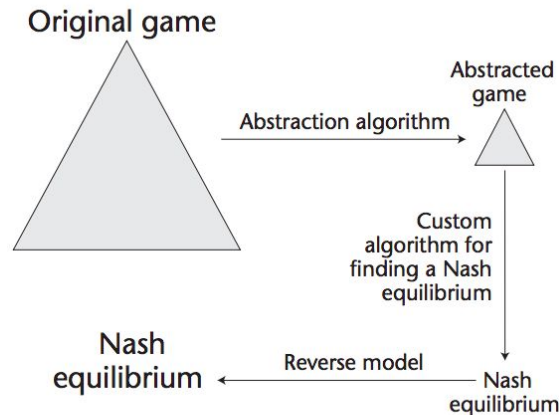 Original game
Abstracted
game
Abstraction algorithm
Custom
algorithm for
finding a Nash
equilibrium
Nash
equilibrium
Reverse model
Nash
equilibrium